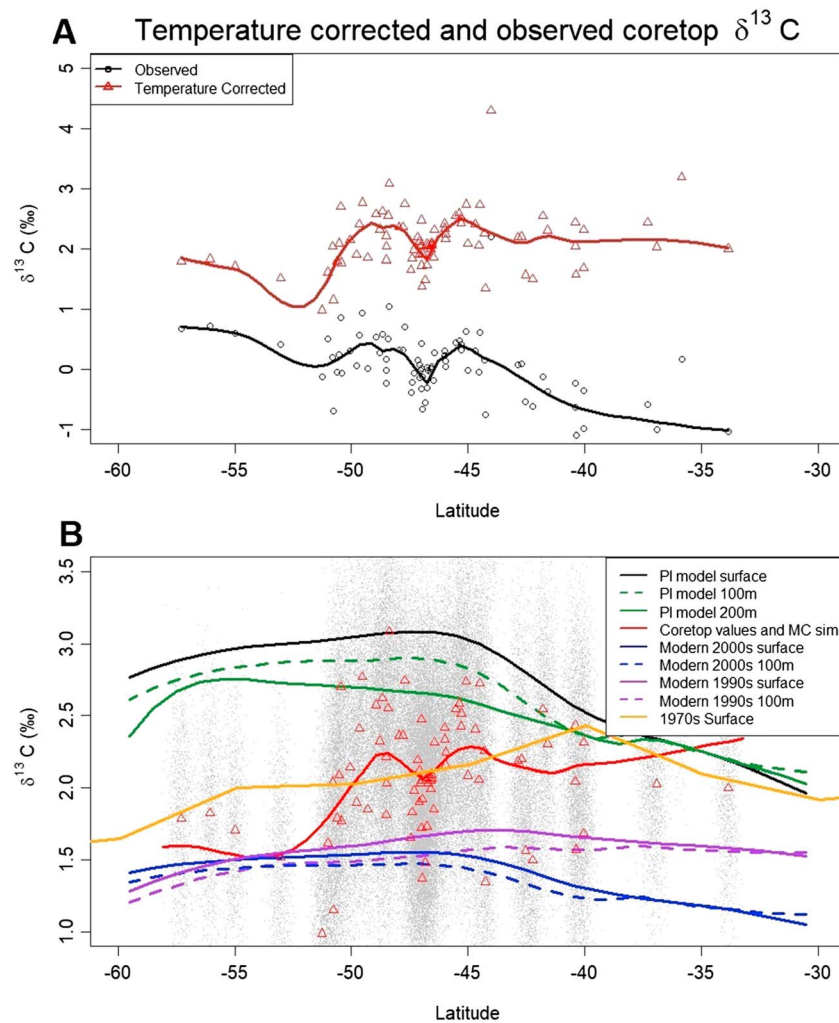 A Temperature corrected and observed coretop δ¹³ C
Observed
Temperature Corrected
5
4
3
2
1
0
-1
δ¹³ C (‰)
-60 -55 -50 -45 -40 -35 -30
Latitude
B
PI model surface
PI model 100m
PI model 200m
Coretop values and MC sim
Modern 2000s surface
Modern 2000s 100m
Modern 1990s surface
Modern 1990s 100m
1970s Surface
3.5
3.0
2.5
2.0
1.5
1.0
δ¹³ C (‰)
-60 -55 -50 -45 -40 -35 -30
Latitude